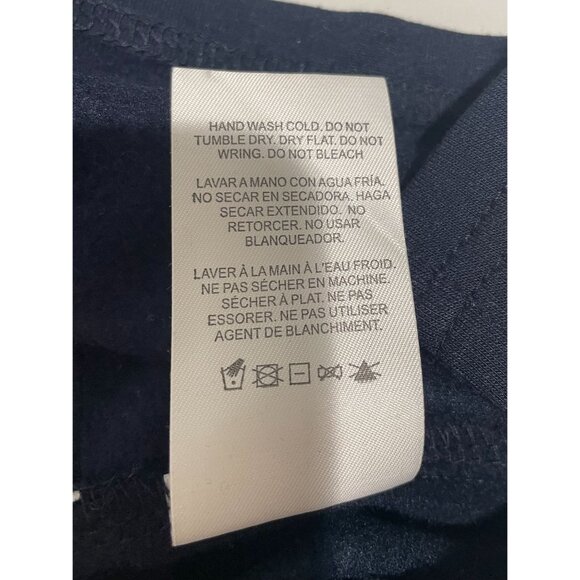 HAND WASH COLD. DO NOT
TUMBLE DRY. DRY FLAT. DO NOT
WRING. DO NOT BLEACH
LAVAR A MANO CON AGUA FRÍA.
NO SECAR EN SECADORA. HAGA
SECAR EXTENDIDO. NO
RETORCER. NO USAR
BLANQUEADOR.
LAVER À LA MAIN À L'EAU FROID.
NE PAS SÉCHER EN MACHINE.
SÉCHER À PLAT. NE PAS
ESSORER. NE PAS UTILISER
AGENT DE BLANCHIMENT.